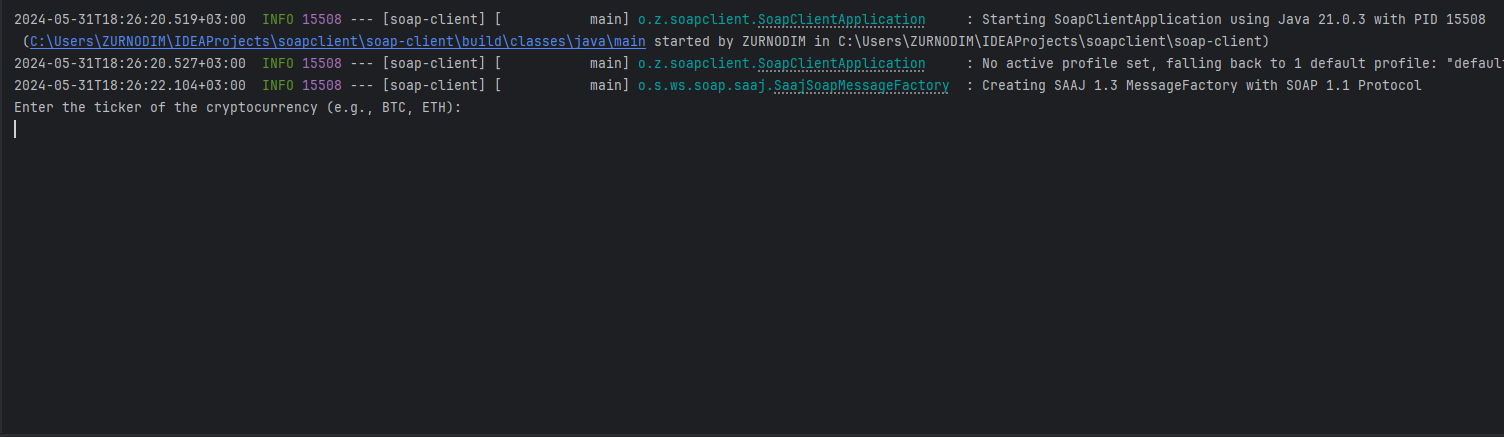 2024-05-31T18:26:20.519+03:00  INFO 15508 --- [soap-client] [           main] o.z.soapclient.SoapClientApplication     : Starting SoapClientApplication using Java 21.0.3 with PID 15508
 (C:\Users\ZURNODIM\IDEAProjects\soapclient\soap-client\build\classes\java\main started by ZURNODIM in C:\Users\ZURNODIM\IDEAProjects\soapclient\soap-client)
2024-05-31T18:26:20.527+03:00  INFO 15508 --- [soap-client] [           main] o.z.soapclient.SoapClientApplication     : No active profile set, falling back to 1 default profile: "defaul
2024-05-31T18:26:22.104+03:00  INFO 15508 --- [soap-client] [           main] o.s.ws.soap.saaj.SaajSoapMessageFactory  : Creating SAAJ 1.3 MessageFactory with SOAP 1.1 Protocol
Enter the ticker of the cryptocurrency (e.g., BTC, ETH):